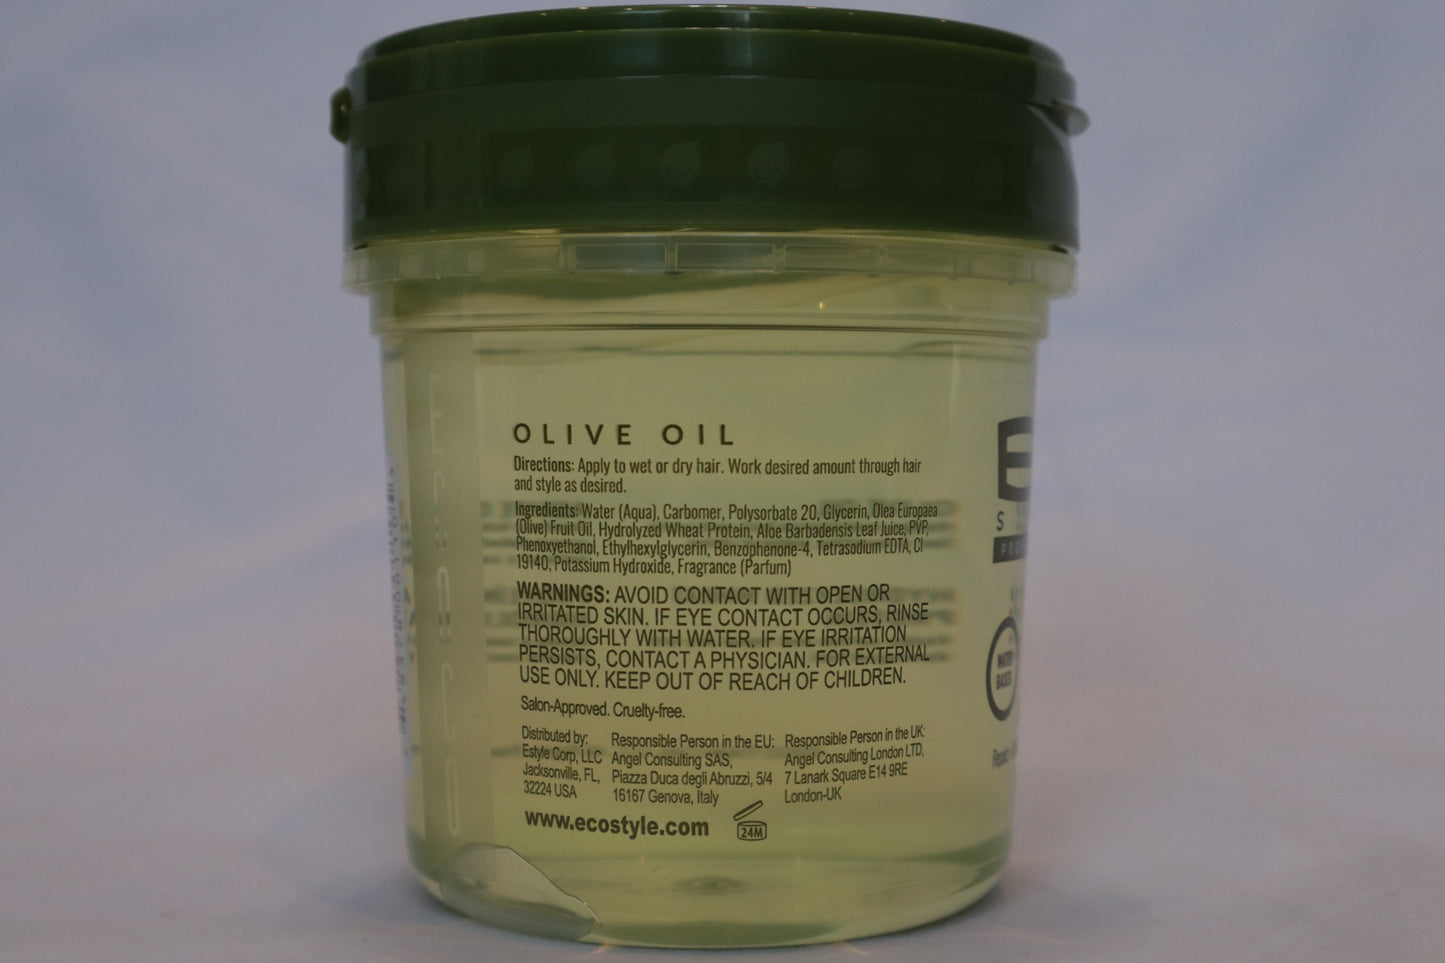 OLIVE OIL
Directions: Apply to wet or dry hair. Work desired amount through hair
and style as desired.
Ingredients: Water (Aqua), Carbomer, Polysorbate 20, Glycerin, Olea Europaea
(Olive) Fruit Oil, Hydrolyzed Wheat Protein, Aloe Barbadensis Leaf Juice, PVP,
Phenoxyethanol, Ethylhexylglycerin, Benzophenone-4, Tetrasodium EDTA, CI
19140, Potassium Hydroxide, Fragrance (Parfum)
WARNINGS: AVOID CONTACT WITH OPEN OR
IRRITATED SKIN. IF EYE CONTACT OCCURS, RINSE
THOROUGHLY WITH WATER. IF EYE IRRITATION
PERSISTS, CONTACT A PHYSICIAN. FOR EXTERNAL
USE ONLY. KEEP OUT OF REACH OF CHILDREN.
Salon-Approved. Cruelty-free.
Distributed by:
Estyle Corp, LLC
Jacksonville, FL,
32224 USA
Responsible Person in the EU:
Angel Consulting SAS,
Piazza Duca degli Abruzzi, 5/4
16167 Genova, Italy
Responsible Person in the UK:
Angel Consulting London LTD,
7 Lanark Square E14 9RE
London-UK
www.ecostyle.com
24M
WATER
BASED